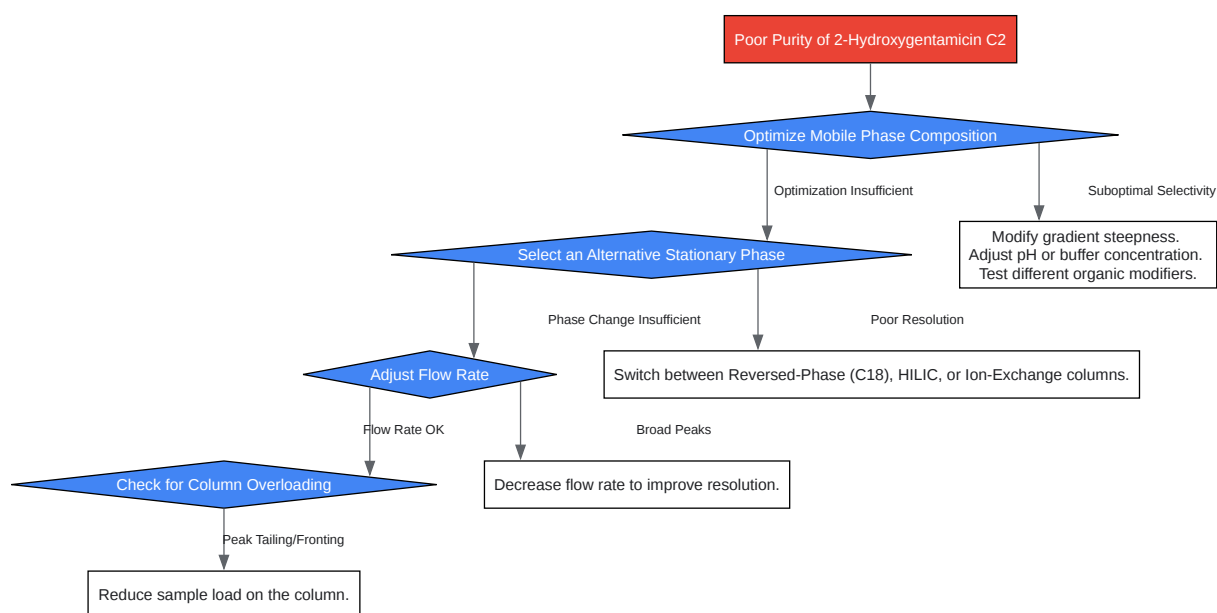 Poor Purity of 2-Hydroxygentamicin C2
Optimize Mobile Phase Composition
Optimization Insufficient
Suboptimal Selectivity
Modify gradient steepness.
Adjust pH or buffer concentration.
Test different organic modifiers.
Select an Alternative Stationary Phase
Phase Change Insufficient
Poor Resolution
Adjust Flow Rate
Switch between Reversed-Phase (C18), HILIC, or Ion-Exchange columns.
Flow Rate OK
Broad Peaks
Check for Column Overloading
Decrease flow rate to improve resolution.
Peak Tailing/Fronting
Reduce sample load on the column.